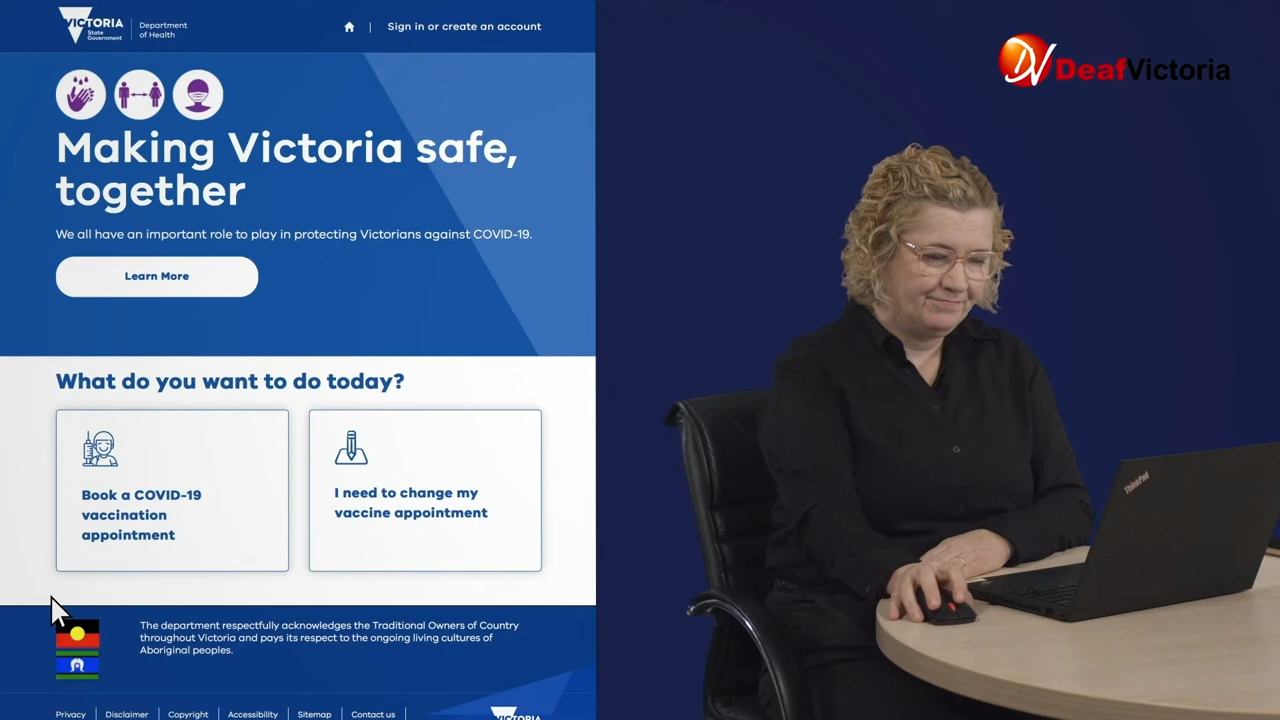 VICTORIA
State
Government
Department
of Health
Sign in or create an account
DeafVictoria
Making Victoria safe,
together
We all have an important role to play in protecting Victorians against COVID-19.
Learn More
What do you want to do today?
Book a COVID-19
vaccination
appointment
I need to change my
vaccine appointment
ThinkPad
The department respectfully acknowledges the Traditional Owners of Country
throughout Victoria and pays its respect to the ongoing living cultures of
Aboriginal peoples.
Privacy | Disclaimer | Copyright | Accessibility | Sitemap | Contact us |
VICTORIA